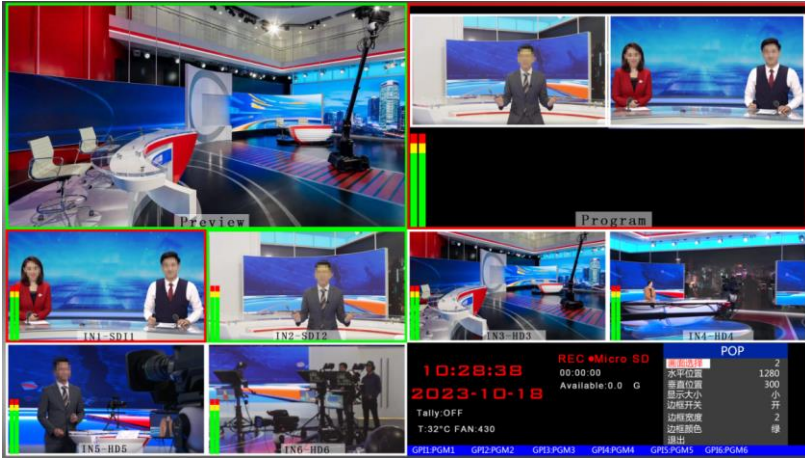 Preview
Program
IN1-SDI1
IN2-SDI2
IN3-HD3
IN4-HD4
IN5-HD5
IN6-HD6
10:28:38
2023-10-18
Tally:OFF
T:32°C FAN:430
REC ●Micro SD
00:00:00
Available:0.0 G
POP
画面选择 2
水平位置 1280
垂直位置 300
显示大小 小
边框开关 开
边框宽度 2
边框颜色 绿
退出
GPI1:PGM1 GPI2:PGM2 GPI3:PGM3 GPI4:PGM4 GPI5:PGM5 GPI6:PGM6